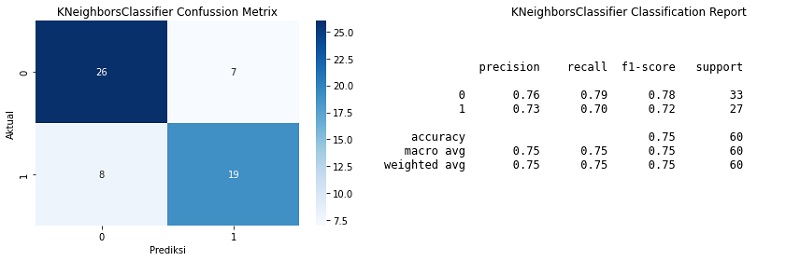 KNeighborsClassifier Confussion Metrix
0
1
Aktual
26
7
8
19
0
1
Prediksi
25.0
22.5
20.0
17.5
15.0
12.5
10.0
7.5
KNeighborsClassifier Classification Report
precision recall f1-score support
0 0.76 0.79 0.78 33
1 0.73 0.70 0.72 27
accuracy 0.75 60
macro avg 0.75 0.75 0.75 60
weighted avg 0.75 0.75 0.75 60